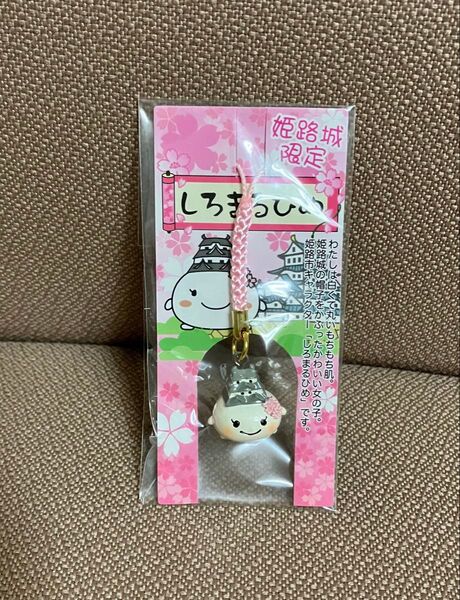 姫路城
限定
しろまるひめ
わたしは白くて丸いもちもち肌。
姫路城の帽子をかぶったかわいい女の子。
姫路市キャラクター「しろまるひめ」です。